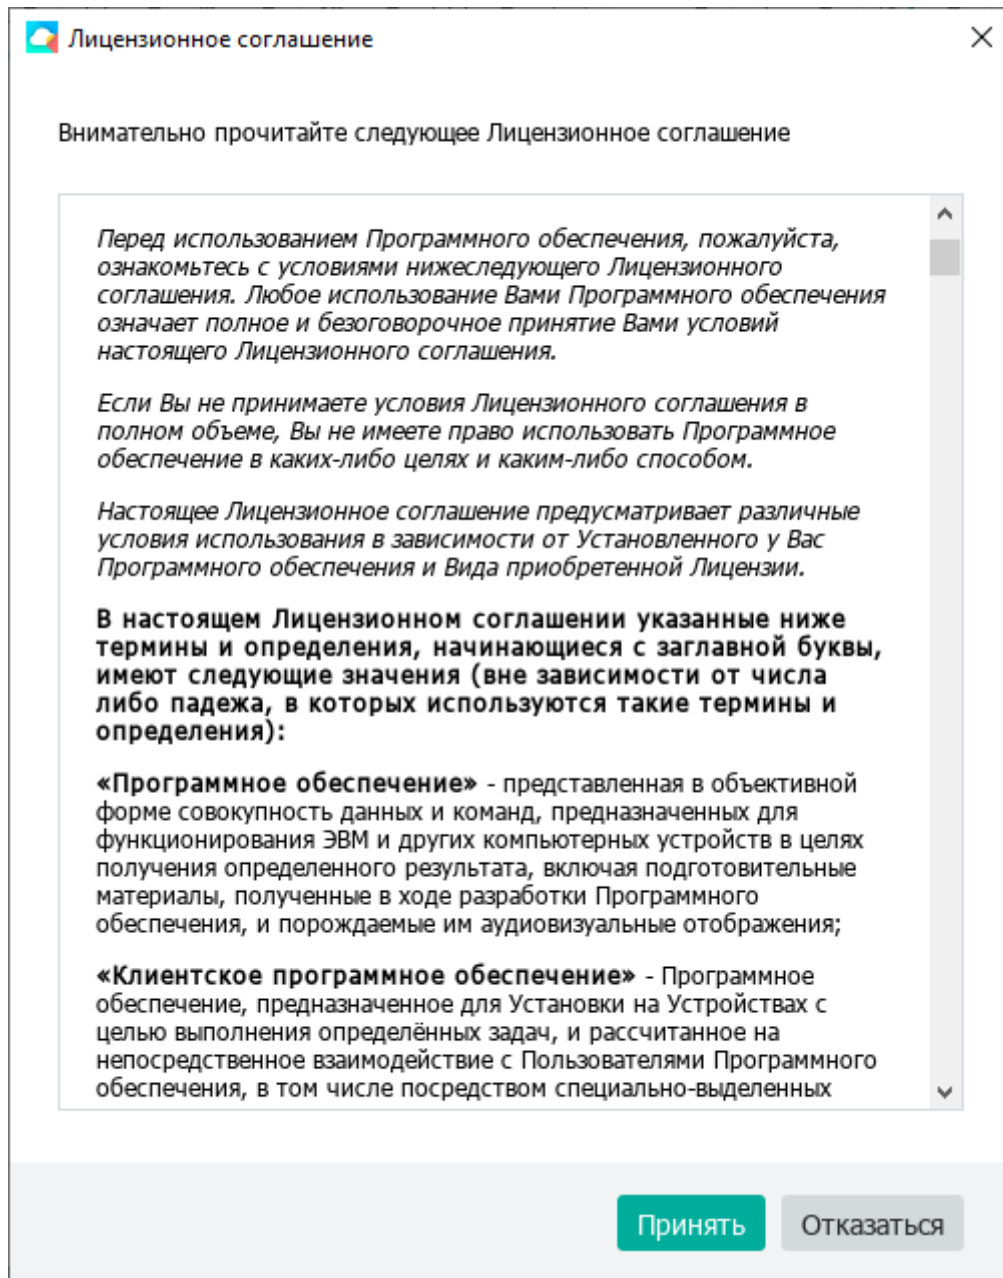 Лицензионное соглашение
Внимательно прочитайте следующее Лицензионное соглашение
Перед использованием Программного обеспечения, пожалуйста,
ознакомьтесь с условиями нижеследующего Лицензионного
соглашения. Любое использование Вами Программного обеспечения
означает полное и безоговорочное принятие Вами условий
настоящего Лицензионного соглашения.
Если Вы не принимаете условия Лицензионного соглашения в
полном объеме, Вы не имеете право использовать Программное
обеспечение в каких-либо целях и каким-либо способом.
Настоящее Лицензионное соглашение предусматривает различные
условия использования в зависимости от Установленного у Вас
Программного обеспечения и Вида приобретенной Лицензии.
В настоящем Лицензионном соглашении указанные ниже
термины и определения, начинающиеся с заглавной буквы,
имеют следующие значения (вне зависимости от числа
либо падежа, в которых используются такие термины и
определения):
«Программное обеспечение» - представленная в объективной
форме совокупность данных и команд, предназначенных для
функционирования ЭВМ и других компьютерных устройств в целях
получения определенного результата, включая подготовительные
материалы, полученные в ходе разработки Программного
обеспечения, и порождаемые им аудиовизуальные отображения;
«Клиентское программное обеспечение» - Программное
обеспечение, предназначенное для Установки на Устройствах с
целью выполнения определённых задач, и рассчитанное на
непосредственное взаимодействие с Пользователями Программного
обеспечения, в том числе посредством специально-выделенных
Принять Отказаться